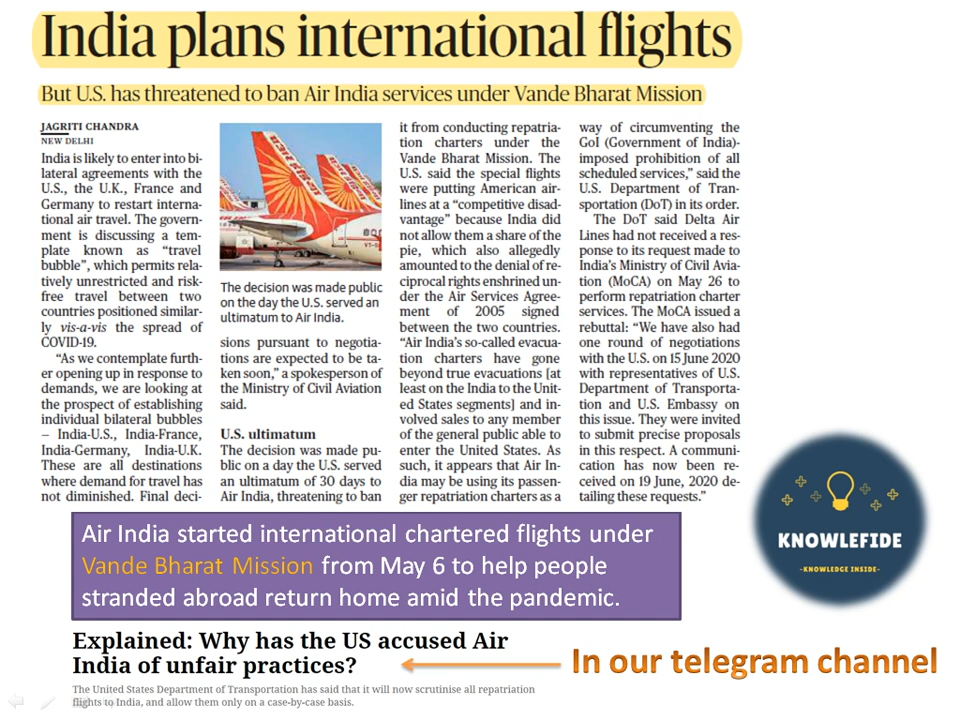 India plans international flights
But U.S. has threatened to ban Air India services under Vande Bharat Mission
JAGRITI CHANDRA
NEW DELHI
India is likely to enter into bi-
lateral agreements with the
U.S., the U.K., France and
Germany to restart interna-
tional air travel. The govern-
ment is discussing a tem-
plate known as “travel
bubble”, which permits rela-
tively unrestricted and risk-
free travel between two
countries positioned similar-
ly vis-a-vis the spread of
COVID-19.
“As we contemplate furth-
er opening up in response to
demands, we are looking at
the prospect of establishing
individual bilateral bubbles
– India-U.S., India-France,
India-Germany, India-U.K.
These are all destinations
where demand for travel has
not diminished. Final deci-
The decision was made public
on the day the U.S. served an
ultimatum to Air India.
sions pursuant to negotia-
tions are expected to be ta-
ken soon,” a spokesperson of
the Ministry of Civil Aviation
said.
U.S. ultimatum
The decision was made pu-
blic on a day the U.S. served
an ultimatum of 30 days to
Air India, threatening to ban
it from conducting repatria-
tion charters under the
Vande Bharat Mission. The
U.S. said the special flights
were putting American air-
lines at a “competitive disad-
vantage” because India did
not allow them a share of the
pie, which also allegedly
amounted to the denial of re-
ciprocal rights enshrined un-
der the Air Services Agree-
ment of 2005 signed
between the two countries.
“Air India’s so-called evacua-
tion charters have gone
beyond true evacuations [at
least on the India to the Unit-
ed States segments] and in-
volved sales to any member
of the general public able to
enter the United States. As
such, it appears that Air In-
dia may be using its passen-
ger repatriation charters as a
way of circumventing the
GoI (Government of India)-
imposed prohibition of all
scheduled services,” said the
U.S. Department of Tran-
sportation (DoT) in its order.
The DoT said Delta Air
Lines had not received a res-
ponse to its request made to
India’s Ministry of Civil Avia-
tion (MoCA) on May 26 to
perform repatriation charter
services. The MoCA issued a
rebuttal: “We have also had
one round of negotiations
with the U.S. on 15 June 2020
with representatives of U.S.
Department of Transporta-
tion and U.S. Embassy on
this issue. They were invited
to submit precise proposals
in this respect. A communi-
cation has now been re-
ceived on 19 June, 2020 de-
tailing these requests.”
KNOWLEFIDE
-KNOWLEDGE INSIDE-
Air India started international chartered flights under
Vande Bharat Mission from May 6 to help people
stranded abroad return home amid the pandemic.
Explained: Why has the US accused Air
India of unfair practices?
In our telegram channel
The United States Department of Transportation has said that it will now scrutinise all repatriation
flights to India, and allow them only on a case-by-case basis.